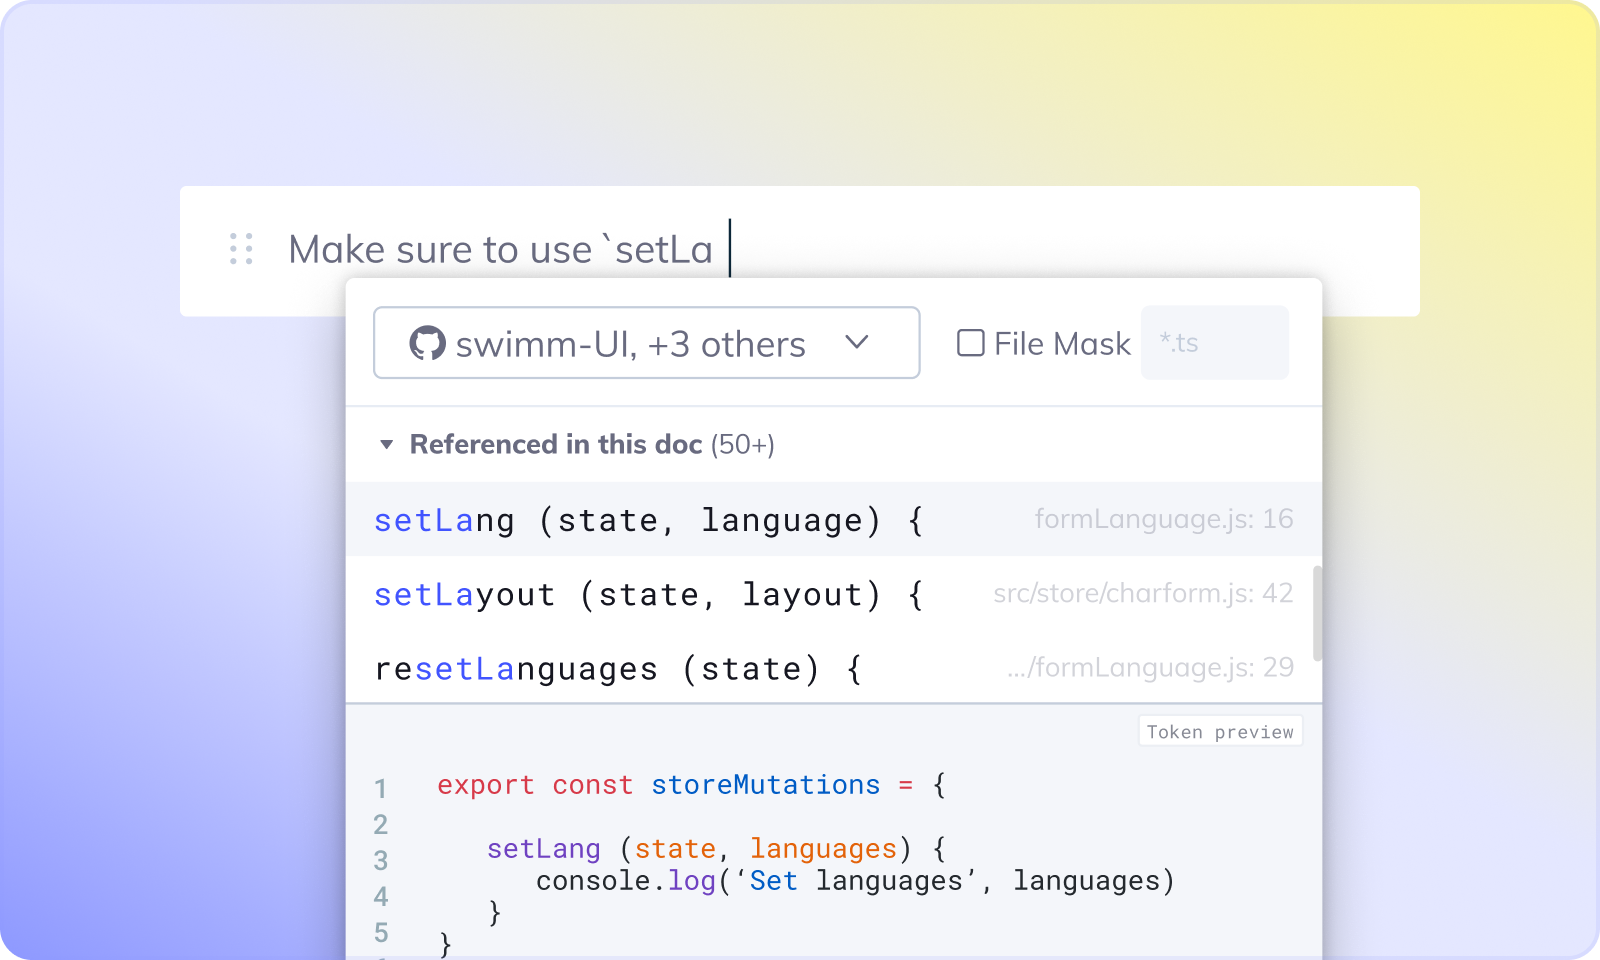 Make sure to use `setLa
swimm-UI, +3 others
File Mask
*.ts
Referenced in this doc (50+)
setLang (state, language) { formLanguage.js: 16
setLayout (state, layout) { src/store/charform.js: 42
resetLanguages (state) { .../formLanguage.js: 29
Token preview
1 export const storeMutations = {
2
3 setLang (state, languages) {
4 console.log(‘Set languages’, languages)
5 }
}